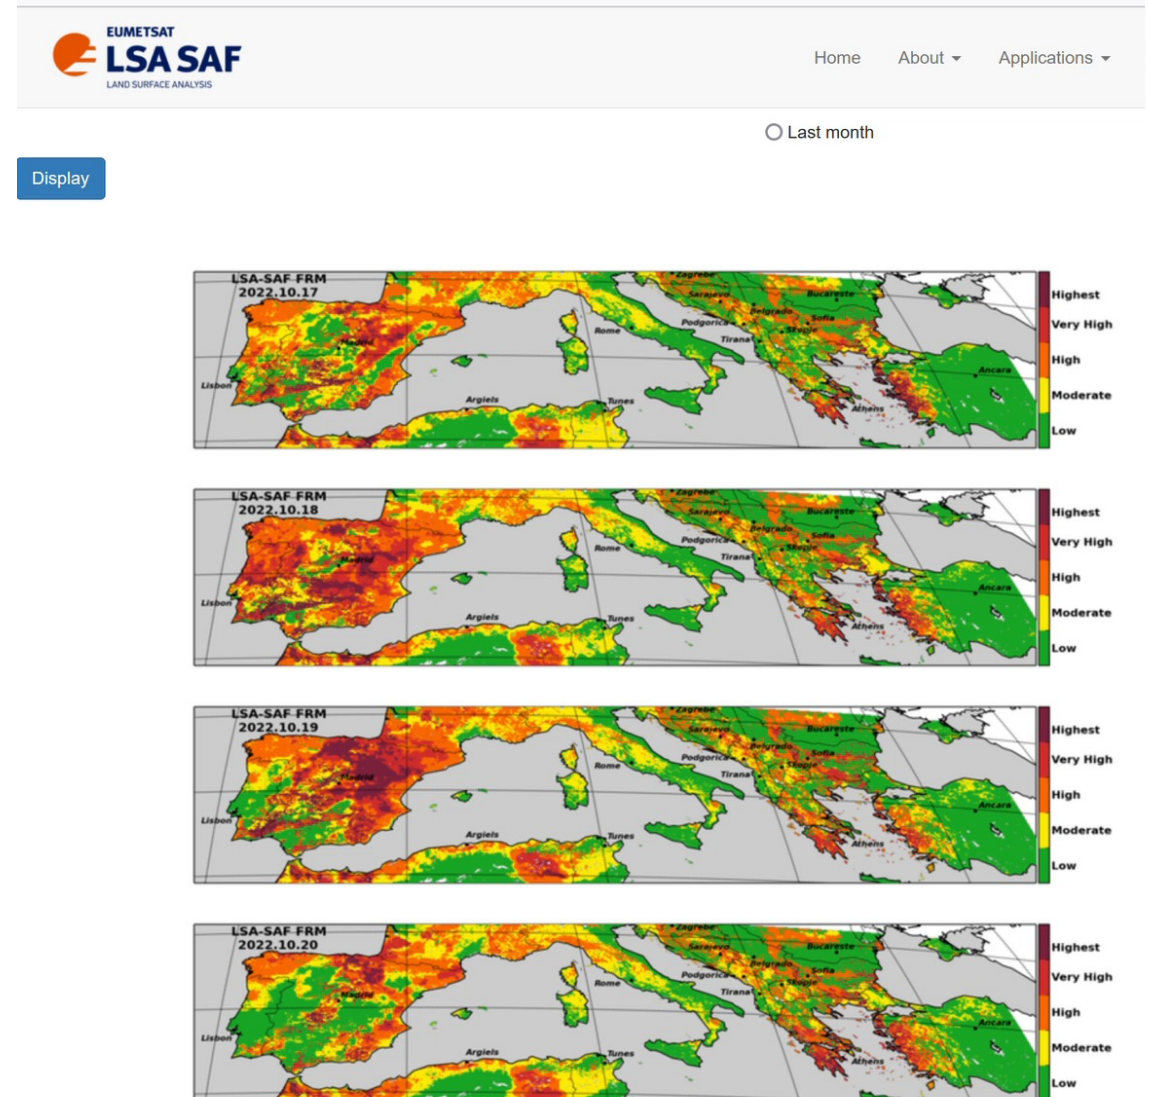 EUMETSAT
LSA SAF
LAND SURFACE ANALYSIS
Home About Applications
Last month
Display
LSA-SAF FRM
2022.10.17
Zagrebe
Sarajevo
Bucareste
Belgrado
Sofia
Podgorica
Skopje
Rome
Tirana
Madrid
Ancara
Lisbon
Argiels
Tunes
Athens
Highest
Very High
High
Moderate
Low
LSA-SAF FRM
2022.10.18
Zagrebe
Sarajevo
Bucareste
Belgrado
Sofia
Podgorica
Skopje
Rome
Tirana
Madrid
Ancara
Lisbon
Argiels
Tunes
Athens
Highest
Very High
High
Moderate
Low
LSA-SAF FRM
2022.10.19
Zagrebe
Sarajevo
Bucareste
Belgrado
Sofia
Podgorica
Skopje
Rome
Tirana
Madrid
Ancara
Lisbon
Argiels
Tunes
Athens
Highest
Very High
High
Moderate
Low
LSA-SAF FRM
2022.10.20
Zagrebe
Sarajevo
Bucareste
Belgrado
Sofia
Podgorica
Skopje
Rome
Tirana
Madrid
Ancara
Lisbon
Argiels
Tunes
Athens
Highest
Very High
High
Moderate
Low